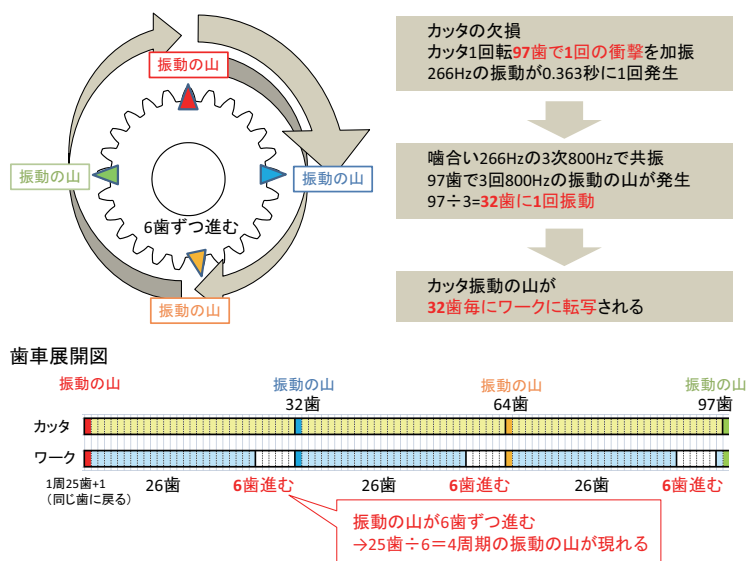 振動の山
振動の山
振動の山
6歯ずつ進む
振動の山
カッタの欠損
カッタ1回転97歯で1回の衝撃を加振
266Hzの振動が0.363秒に1回発生
噛合い266Hzの3次800Hzで共振
97歯で3回800Hzの振動の山が発生
97÷3=32歯に1回振動
カッタ振動の山が
32歯毎にワークに転写される
歯車展開図
振動の山 振動の山 振動の山 振動の山
32歯 64歯 97歯
カッタ
ワーク
1周25歯+1
（同じ歯に戻る）
26歯 6歯進む 26歯 6歯進む 26歯 6歯進む
振動の山が6歯ずつ進む
→25歯÷6＝4周期の振動の山が現れる